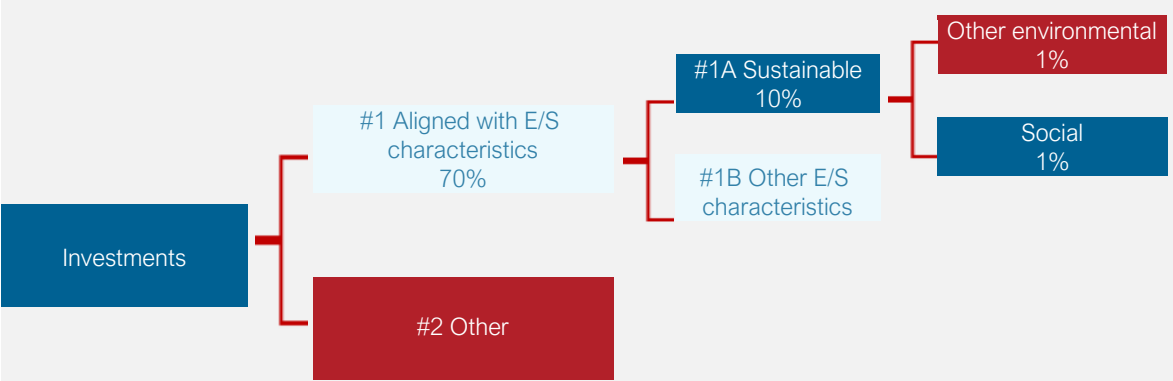 Investments
#1 Aligned with E/S
characteristics
70%
#2 Other
#1A Sustainable
10%
#1B Other E/S
characteristics
Other environmental
1%
Social
1%